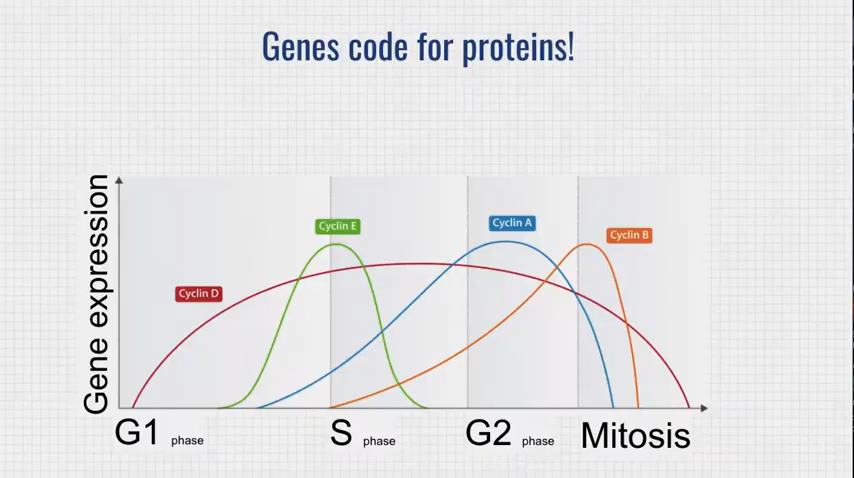 Genes code for proteins!
Gene expression
Cyclin D
Cyclin E
Cyclin A
Cyclin B
G1 phase
S phase
G2 phase
Mitosis